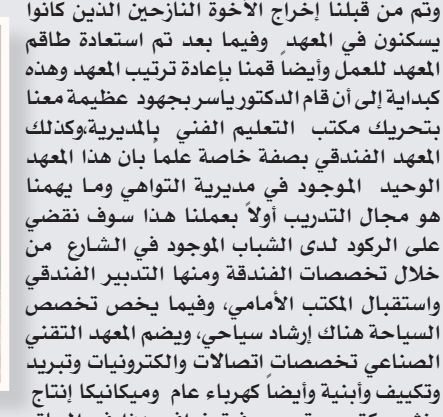 وتم من قبلنا إخراج الأخوة النازحين الذين كانوا
يسكنون في المعهد وفيما بعد تم استعادة طاقم
المعهد للعمل وأيضاً قمنا بإعادة ترتيب المعهد وهذه
كبداية إلى أن قام الدكتور ياسر بجهود عظيمة معنا
بتحريك مكتب التعليم الفني بالمديرية،وكذلك
المعهد الفندقي بصفة خاصة علماً بان هذا المعهد
الوحيد الموجود في مديرية التواهي وما يهمنا
هو مجال التدريب أولاً بعملنا هذا سوف نقضي
على الركود لدى الشباب الموجود في الشارع من
خلال تخصصات الفندقة ومنها التدبير الفندقي
واستقبال المكتب الأمامي، وفيما يخص تخصص
السياحة هناك إرشاد سياحي، ويضم المعهد التقني
الصناعي تخصصات اتصالات والكترونيات وتبريد
وتكييف وأبنية وأيضاً كهرباء عام وميكانيكا إنتاج